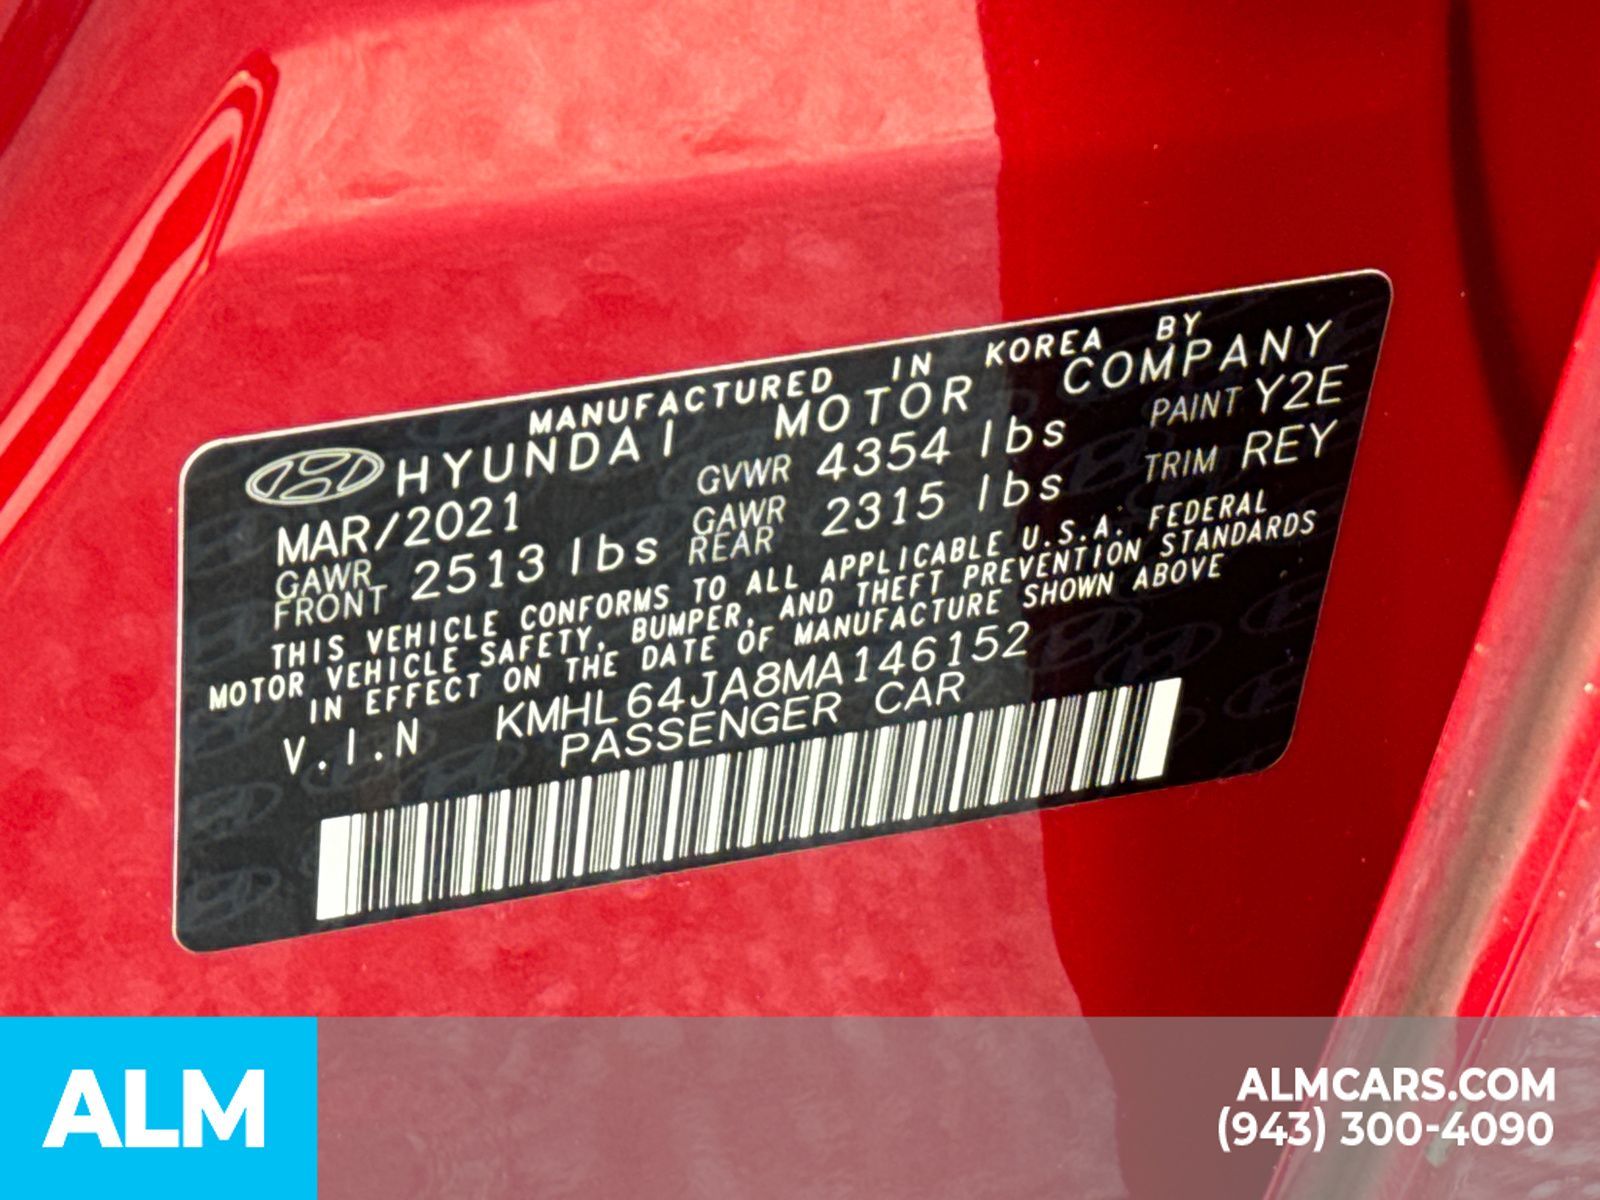 MANUFACTURED IN KOREA BY
HYUNDAI MOTOR COMPANY
MAR/2021 GVWR 4354 lbs PAINT Y2E
GAWR FRONT 2513 lbs GAWR REAR 2315 lbs TRIM REY
THIS VEHICLE CONFORMS TO ALL APPLICABLE U.S.A. FEDERAL
MOTOR VEHICLE SAFETY, BUMPER, AND THEFT PREVENTION STANDARDS
IN EFFECT ON THE DATE OF MANUFACTURE SHOWN ABOVE
V.I.N KMHL64JA8MA146152
PASSENGER CAR
ALM
ALMCARS.COM
(943) 300-4090